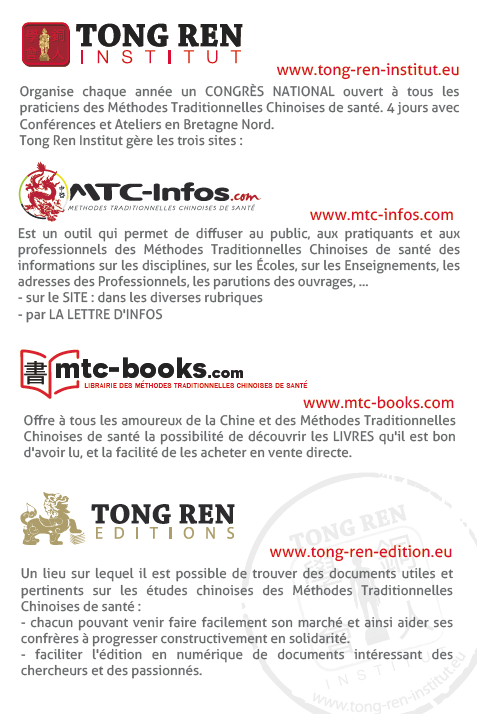 TONG REN
INSTITUT
www.tong-ren-institut.eu
Organise chaque année un CONGRÈS NATIONAL ouvert à tous les
praticiens des Méthodes Traditionnelles Chinoises de santé. 4 jours avec
Conférences et Ateliers en Bretagne Nord.
Tong Ren Institut gère les trois sites :
MTC-Infos.com
METHODES TRADITIONNELLES CHINOISES DE SANTÉ
www.mtc-infos.com
Est un outil qui permet de diffuser au public, aux pratiquants et aux
professionnels des Méthodes Traditionnelles Chinoises de santé des
informations sur les disciplines, sur les Écoles, sur les Enseignements, les
adresses des Professionnels, les parutions des ouvrages, ...
- sur le SITE : dans les diverses rubriques
- par LA LETTRE D'INFOS
書 mtc-books.com
LIBRAIRIE DES MÉTHODES TRADITIONNELLES CHINOISES DE SANTÉ
www.mtc-books.com
Offre à tous les amoureux de la Chine et des Méthodes Traditionnelles
Chinoises de santé la possibilité de découvrir les LIVRES qu'il est bon
d'avoir lu, et la facilité de les acheter en vente directe.
TONG REN
EDITIONS
www.tong-ren-edition.eu
Un lieu sur lequel il est possible de trouver des documents utiles et
pertinents sur les études chinoises des Méthodes Traditionnelles
Chinoises de santé :
- chacun pouvant venir faire facilement son marché et ainsi aider ses
confrères à progresser constructivement en solidarité.
- faciliter l'édition en numérique de documents intéressant des
chercheurs et des passionnés.
TONG REN
INSTITUT
www.tong-ren-institut.eu